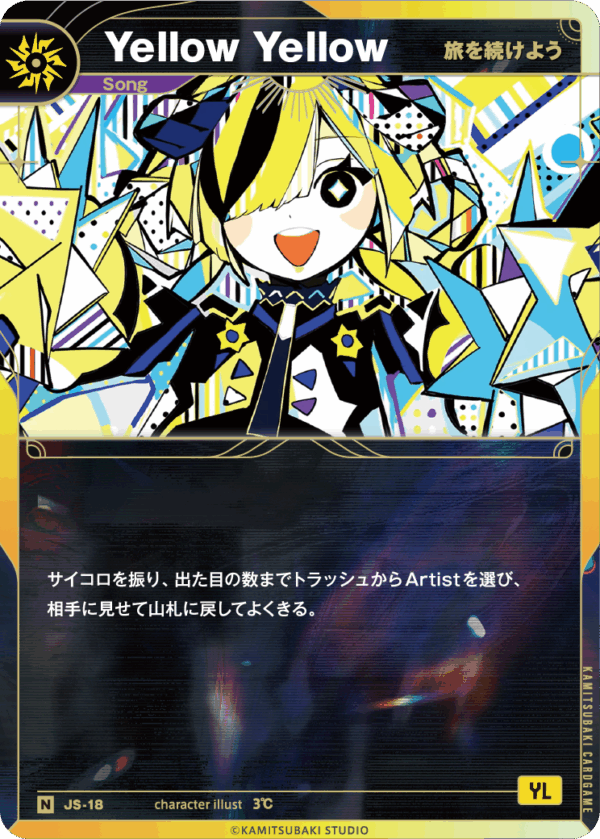 Yellow Yellow
旅を続けよう
Song
サイコロを振り、出た目の数までトラッシュからArtistを選び、
相手に見せて山札に戻してよくきる。
KAMITSUBAKI CARDGAME
YL
N JS-18 character illust 3℃
©KAMITSUBAKI STUDIO